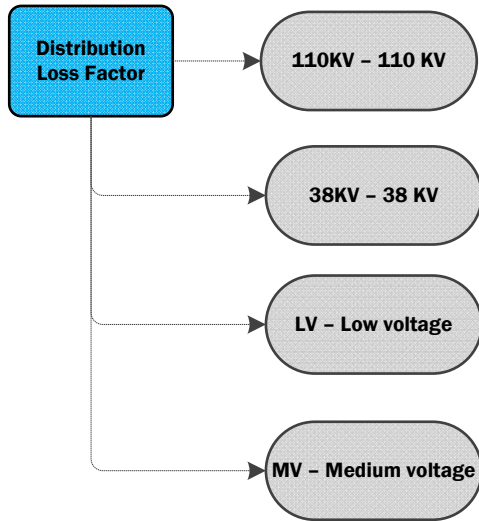 Distribution
Loss Factor
110KV – 110 KV
38KV – 38 KV
LV – Low voltage
MV – Medium voltage